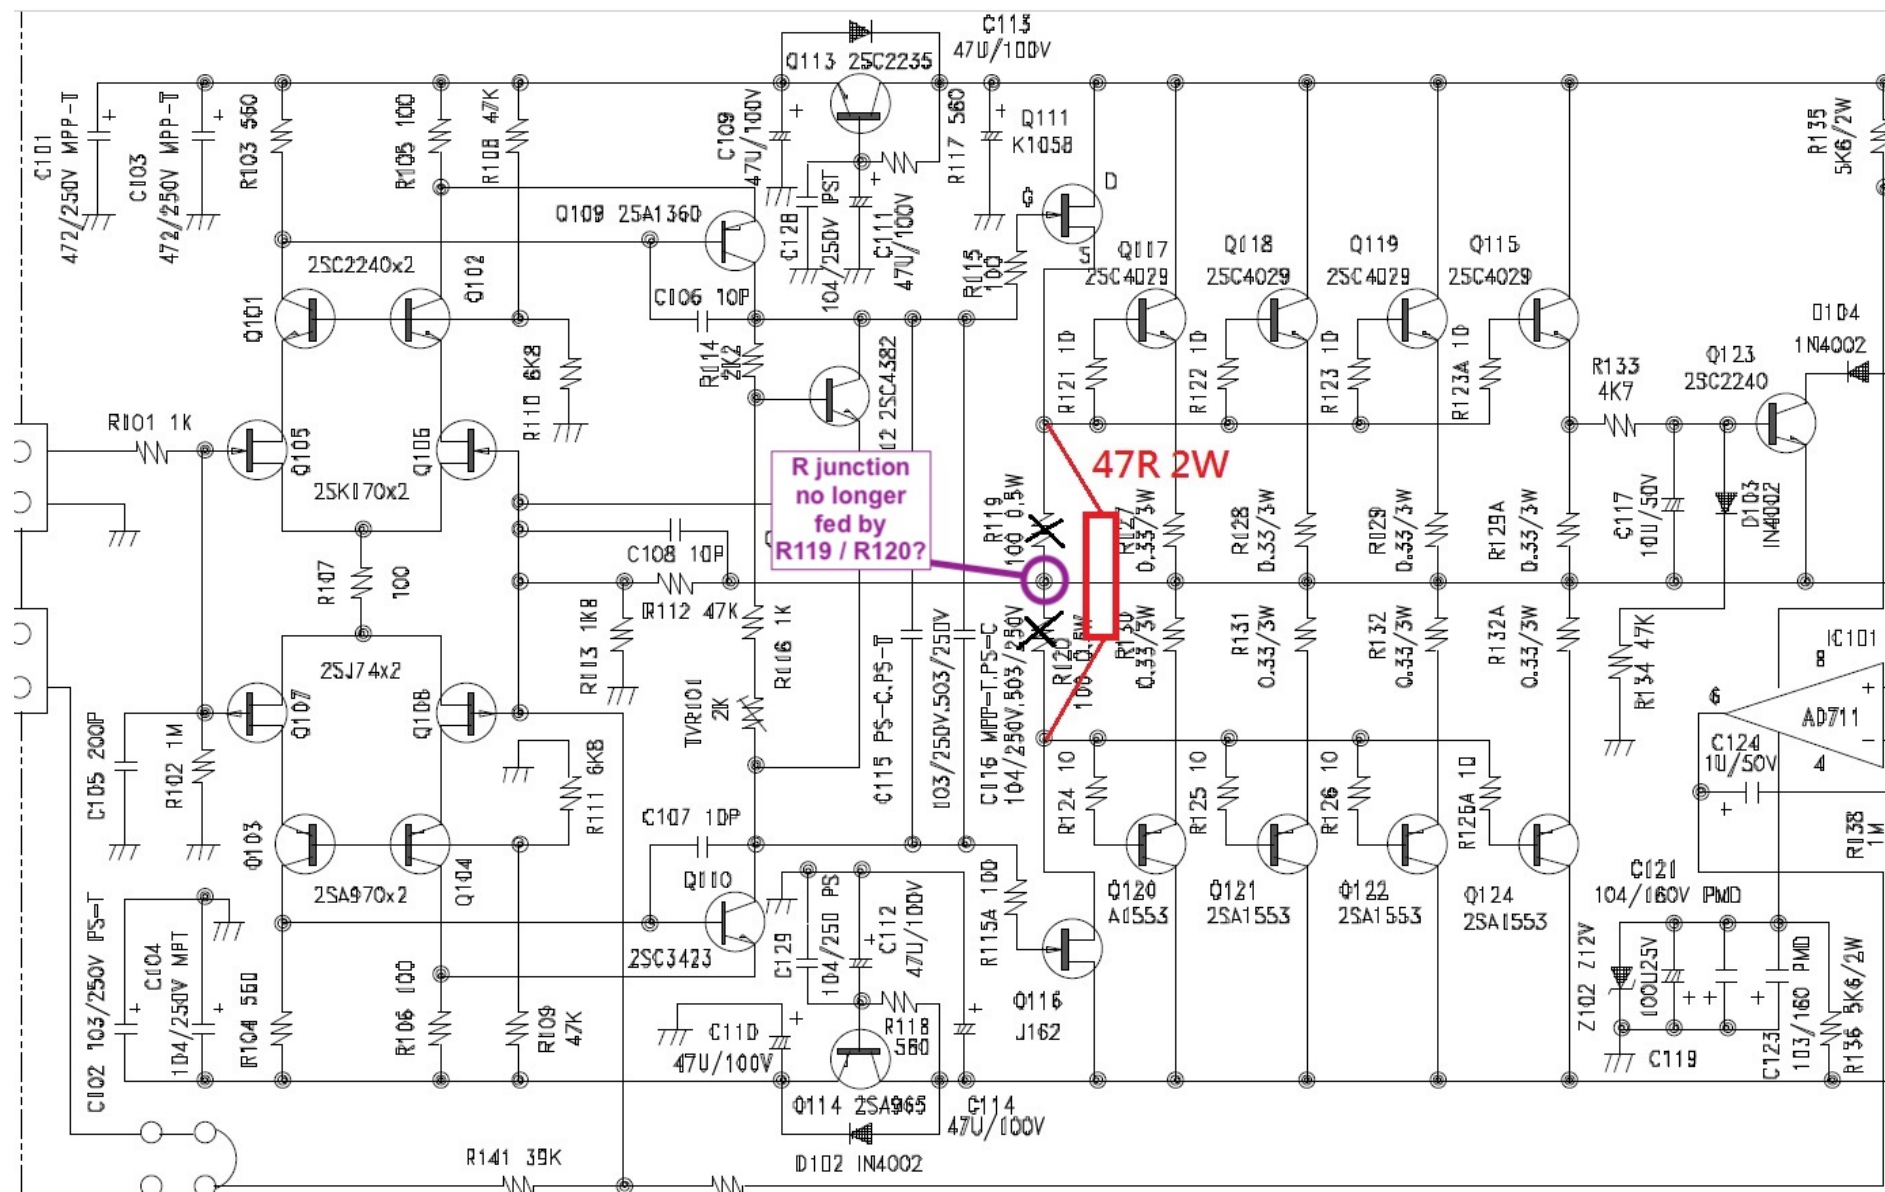 C113
47U/100V
Q113 2SC2235
C101
472/250V MPP-T
C103
472/250V MPP-T
R103 560
R105 100
R108 47K
C109
47U/100V
R117 560
Q111
K1058
R135
5K6/2W
G
D
S
Q109 2SA1360
C128
104/250V PST
C111
47U/100V
R115
100
2SC2240x2
Q101
Q102
C106 10P
Q117
2SC4029
Q118
2SC4029
Q119
2SC4029
Q115
2SC4029
D104
1N4002
R110 6K8
R114
2K2
12 2SC4382
R121 10
R122 10
R123 10
R123A 10
R133
4K7
Q123
2SC2240
R101 1K
Q105
Q106
2SK170x2
R junction
no longer
fed by
R119 / R120?
47R 2W
R119
100 0.5W
R127
0.33/3W
R128
0.33/3W
R129
0.33/3W
R129A
0.33/3W
C117
10U/50V
D103
IN4002
C108 10P
R107
100
R112 47K
R113 1K8
R116 1K
C115 PS-C.PS-T
103/250V.503/250V
C116 MPP-T.PS-C
104/250V.503/250V
R120
100 0.5W
R130
0.33/3W
R131
0.33/3W
R132
0.33/3W
R132A
0.33/3W
R134 47K
IC101
8
6
+
AD711
-
4
2SJ74x2
Q107
Q108
TVR101
2K
C105 200P
R102 1M
R111 6K8
C124
1U/50V
R124 10
R125 10
R126 10
R126A 10
R138
1M
Q103
Q104
2SA970x2
C107 10P
Q110
2SC3423
C129
104/250 PS
C112
47U/100V
R115A 100
Q120
A1553
Q121
2SA1553
Q122
2SA1553
Q124
2SA1553
C121
104/160V PMD
C102 103/250V PS-T
C104
104/250V MPT
R104 560
R106 100
R109
47K
C110
47U/100V
R118
560
Q116
J162
Z102 Z12V
100U25V
C119
C123
103/160 PMD
R136 5K6/2W
Q114 2SA965
C114
47U/100V
D102 IN4002
R141 39K